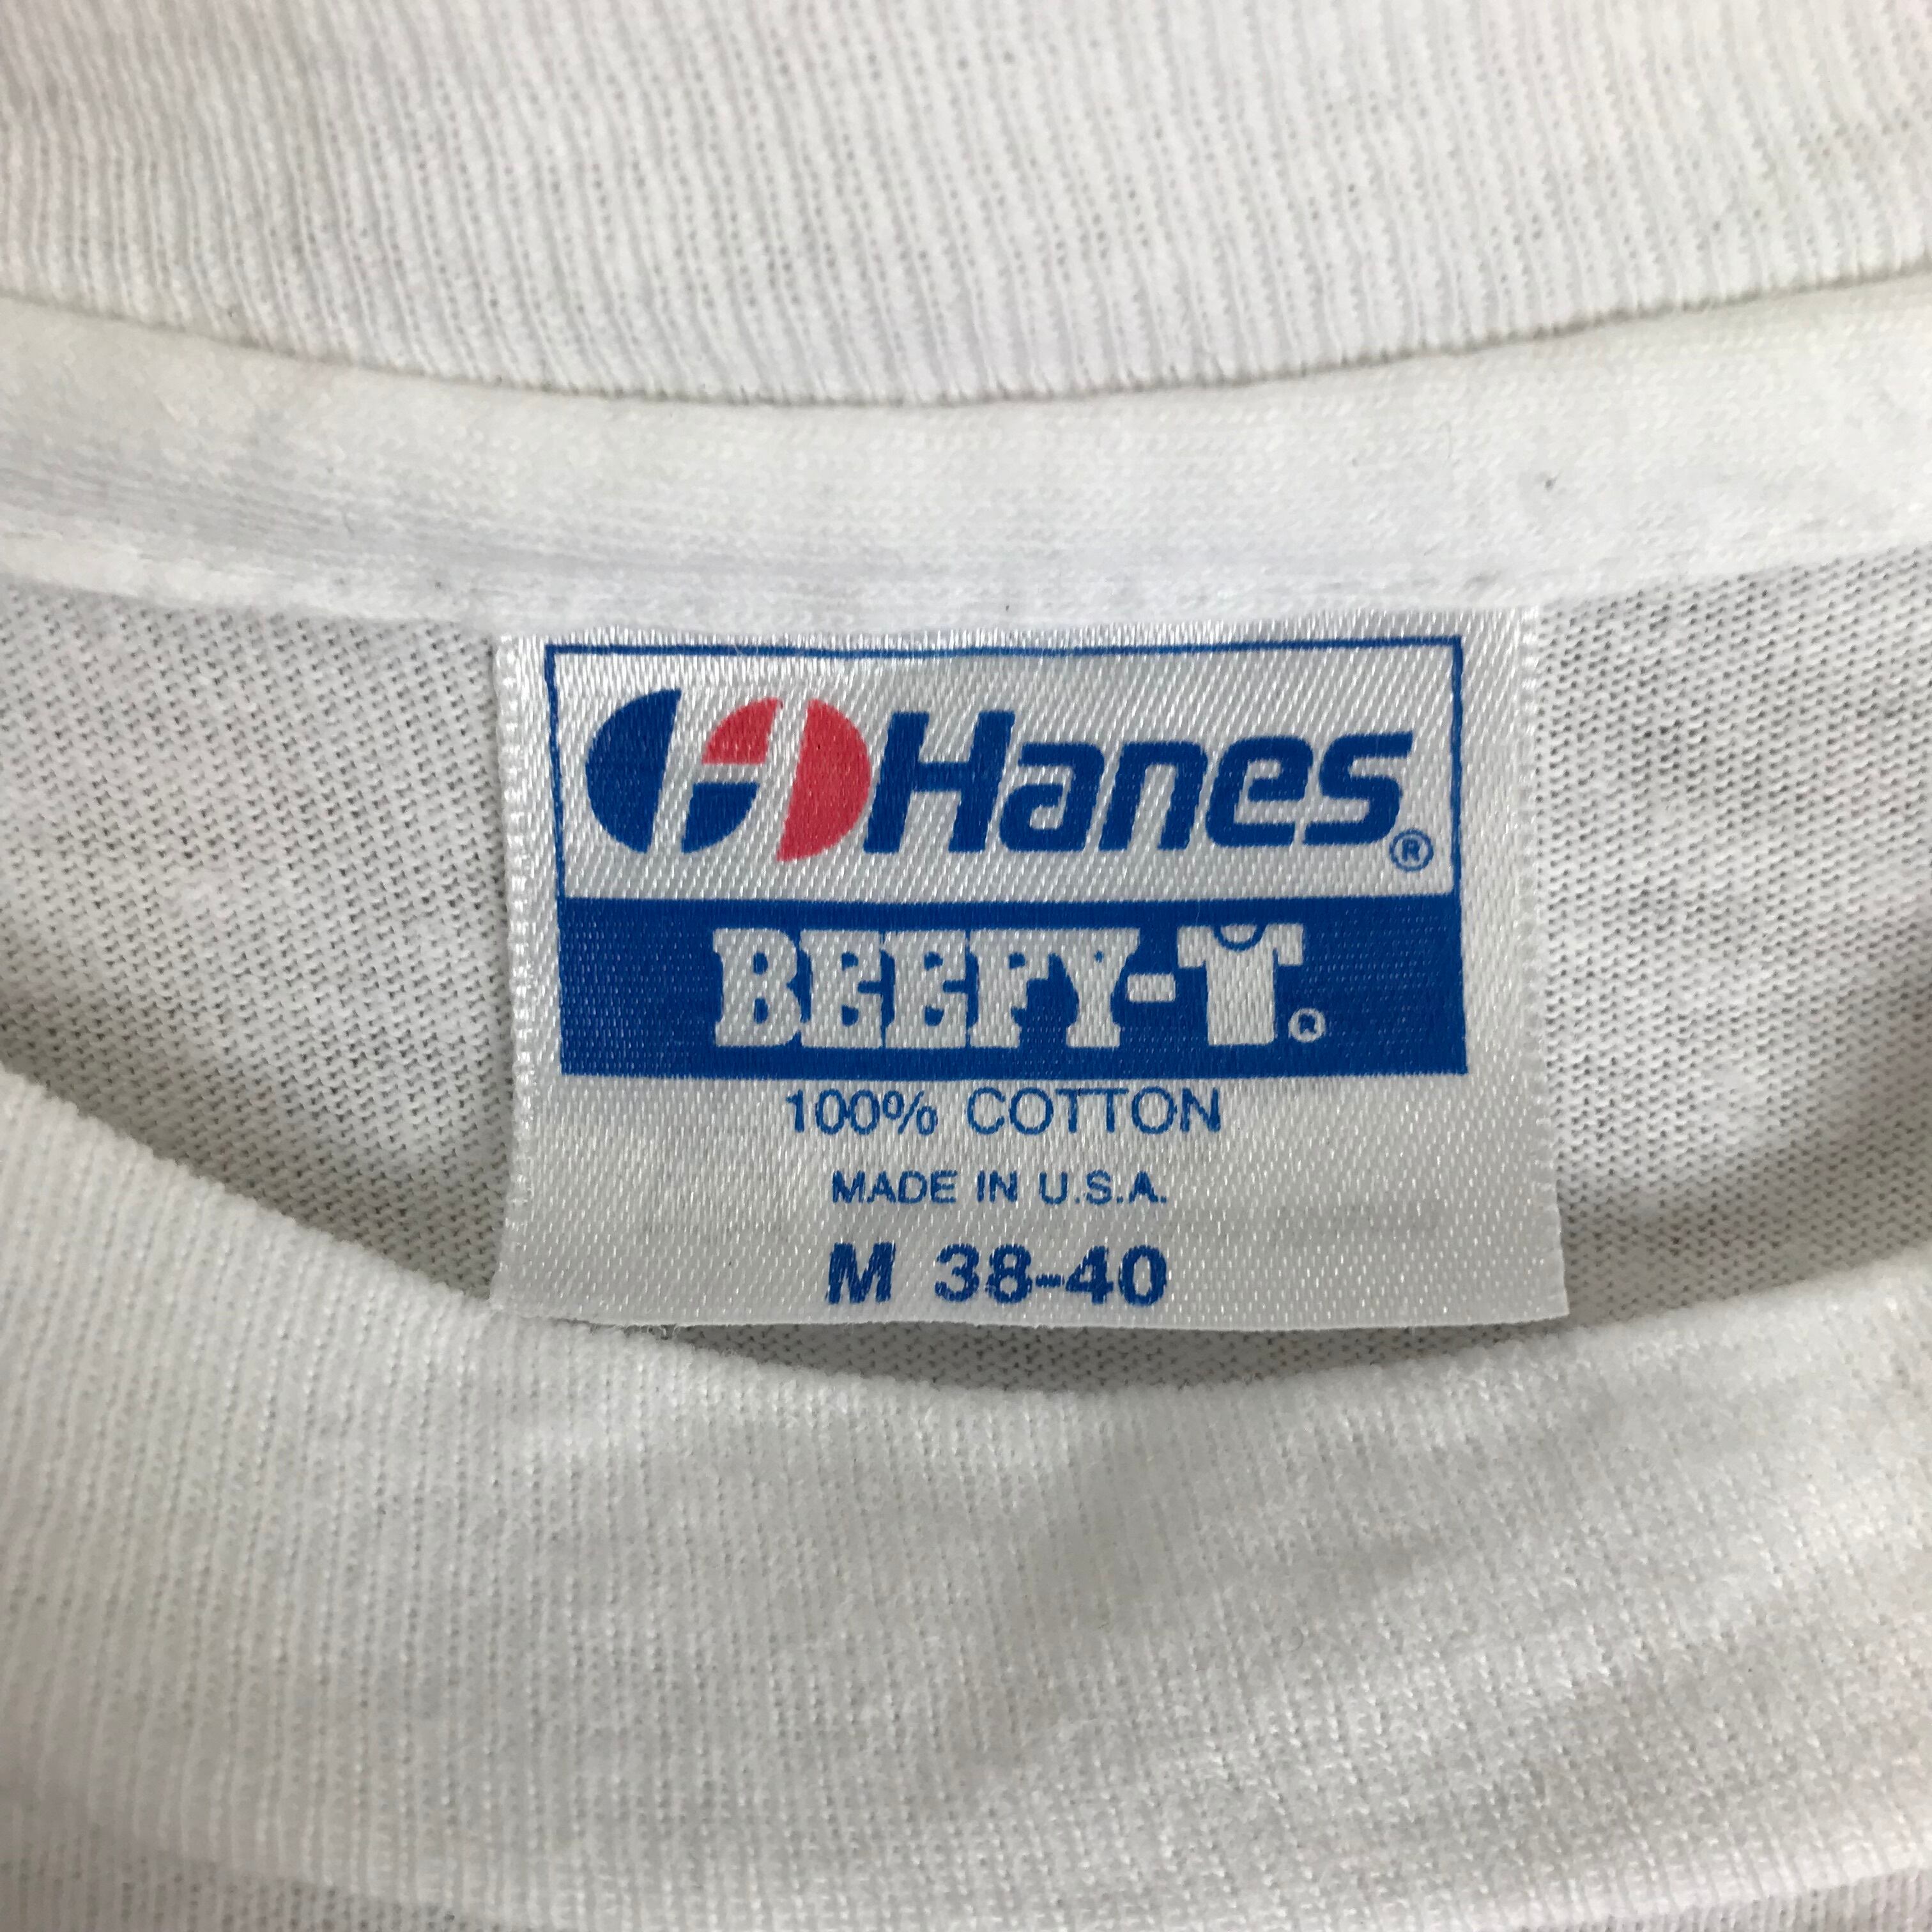 Hanes®
BEEFY-T®
100% COTTON
MADE IN U.S.A.
M 38-40